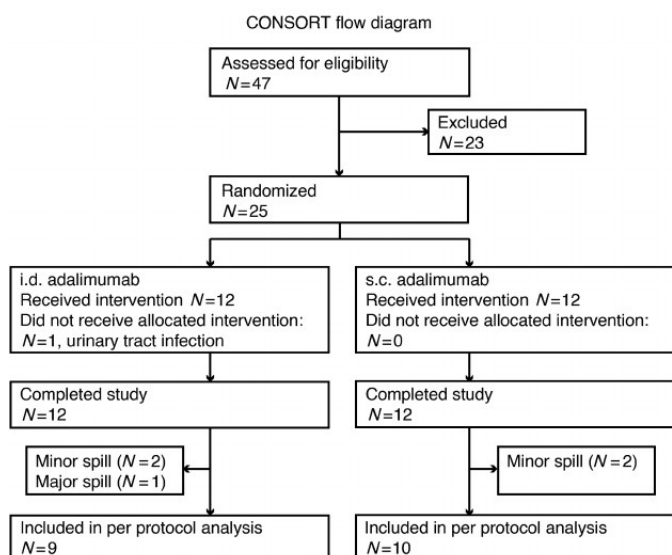 CONSORT flow diagram
Assessed for eligibility
N=47
Excluded
N=23
Randomized
N=25
i.d. adalimumab
Received intervention N=12
Did not receive allocated intervention:
N=1, urinary tract infection
s.c. adalimumab
Received intervention N=12
Did not receive allocated intervention:
N=0
Completed study
N=12
Completed study
N=12
Minor spill (N=2)
Major spill (N=1)
Minor spill (N=2)
Included in per protocol analysis
N=9
Included in per protocol analysis
N=10